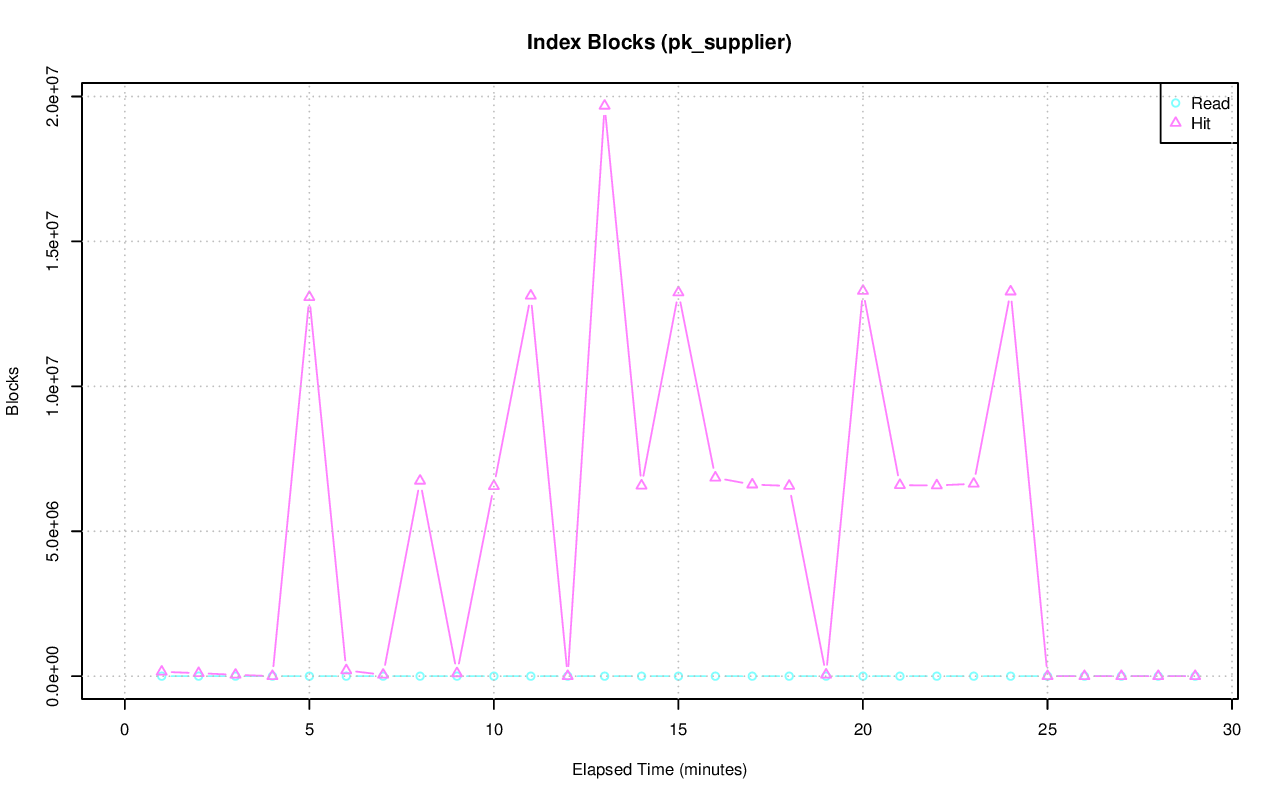 Index Blocks (pk_supplier)
Read
Hit
Blocks
2.0e+07
1.5e+07
1.0e+07
5.0e+06
0.0e+00
0 5 10 15 20 25 30
Elapsed Time (minutes)